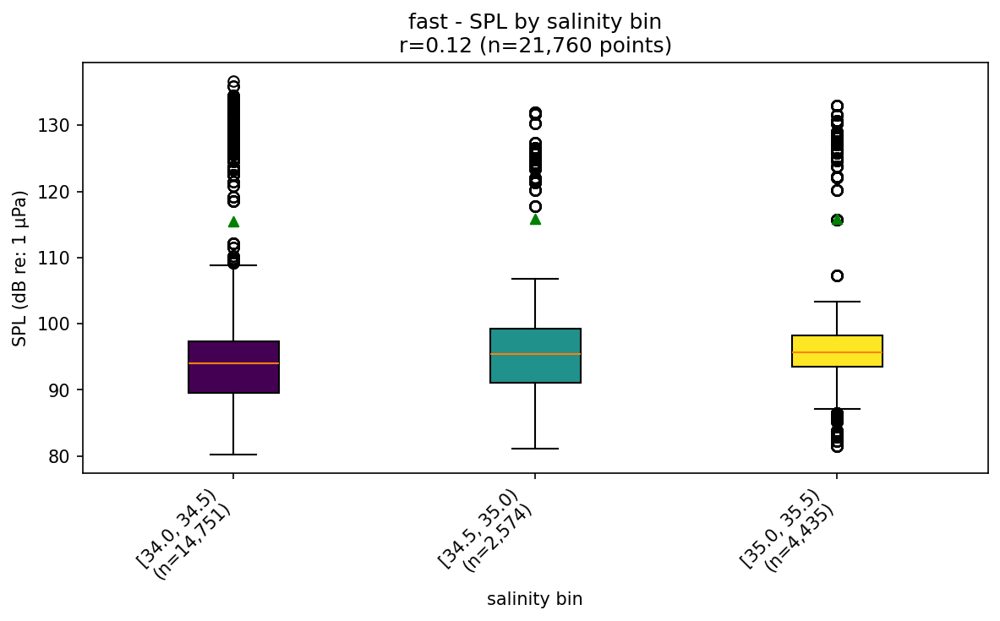 fast - SPL by salinity bin
r=0.12 (n=21,760 points)
SPL (dB re: 1 µPa)
130
120
110
100
90
80
[34.0, 34.5)
(n=14,751)
[34.5, 35.0)
(n=2,574)
[35.0, 35.5)
(n=4,435)
salinity bin